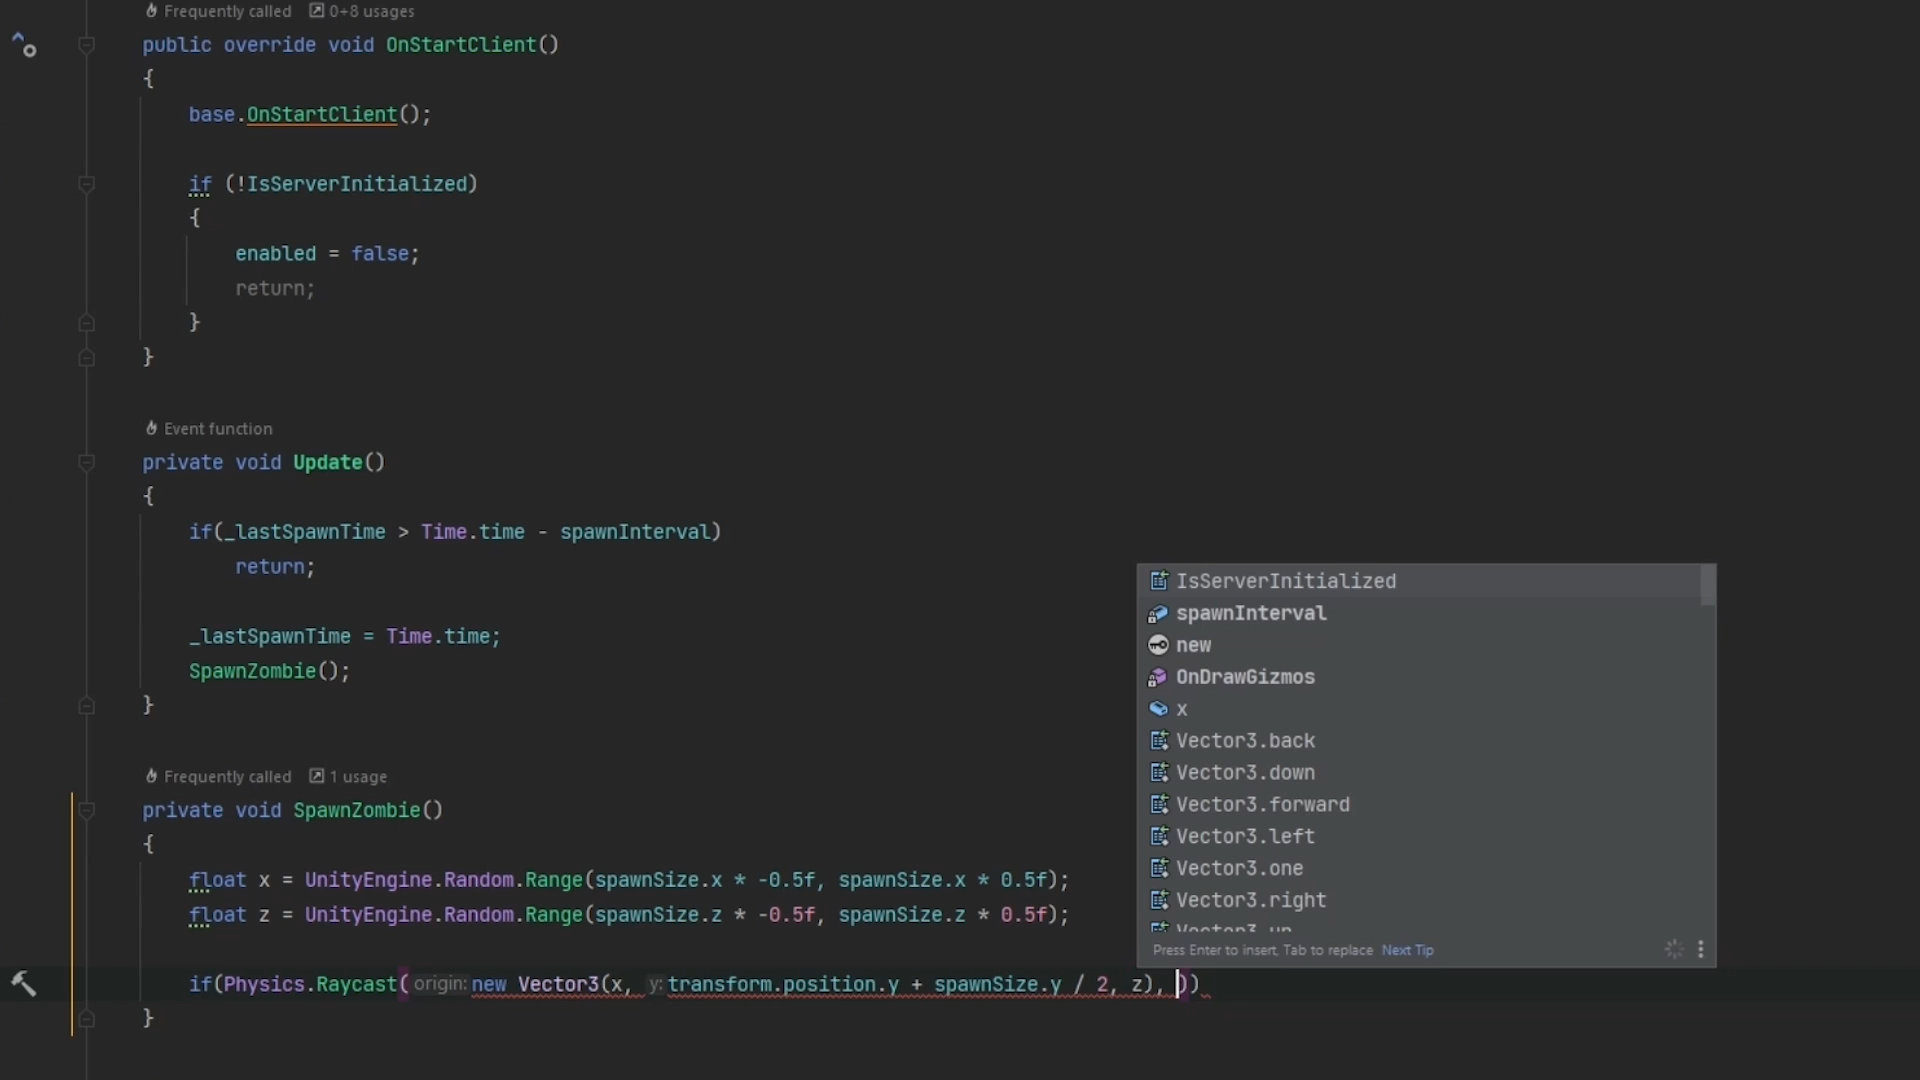 Frequently called 0+8 usages
public override void OnStartClient()
{
base.OnStartClient();
if (!IsServerInitialized)
{
enabled = false;
return;
}
}
Event function
private void Update()
{
if(_lastSpawnTime > Time.time - spawnInterval)
return;
_lastSpawnTime = Time.time;
SpawnZombie();
}
Frequently called 1 usage
private void SpawnZombie()
{
float x = UnityEngine.Random.Range(spawnSize.x * -0.5f, spawnSize.x * 0.5f);
float z = UnityEngine.Random.Range(spawnSize.z * -0.5f, spawnSize.z * 0.5f);
if(Physics.Raycast(origin: new Vector3(x, y: transform.position.y + spawnSize.y / 2, z), ))
}
IsServerInitialized
spawnInterval
new
OnDrawGizmos
x
Vector3.back
Vector3.down
Vector3.forward
Vector3.left
Vector3.one
Vector3.right
Vector3.up
Press Enter to insert, Tab to replace Next Tip